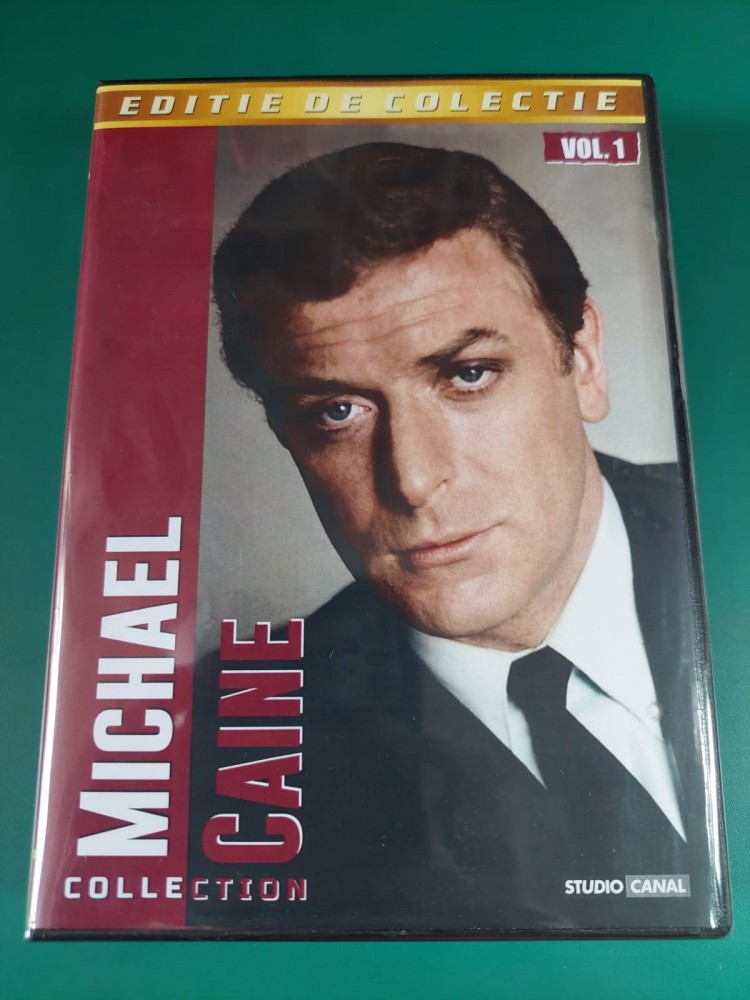 EDITIE DE COLECTIE
VOL. 1
MICHAEL
CAINE
COLLECTION
STUDIO CANAL